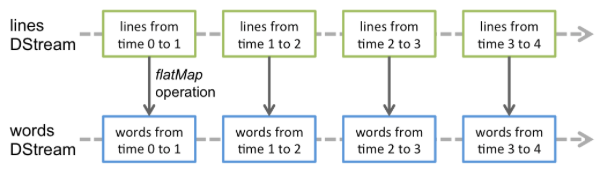 lines
DStream
lines from
time 0 to 1
lines from
time 1 to 2
lines from
time 2 to 3
lines from
time 3 to 4
flatMap
operation
words
DStream
words from
time 0 to 1
words from
time 1 to 2
words from
time 2 to 3
words from
time 3 to 4